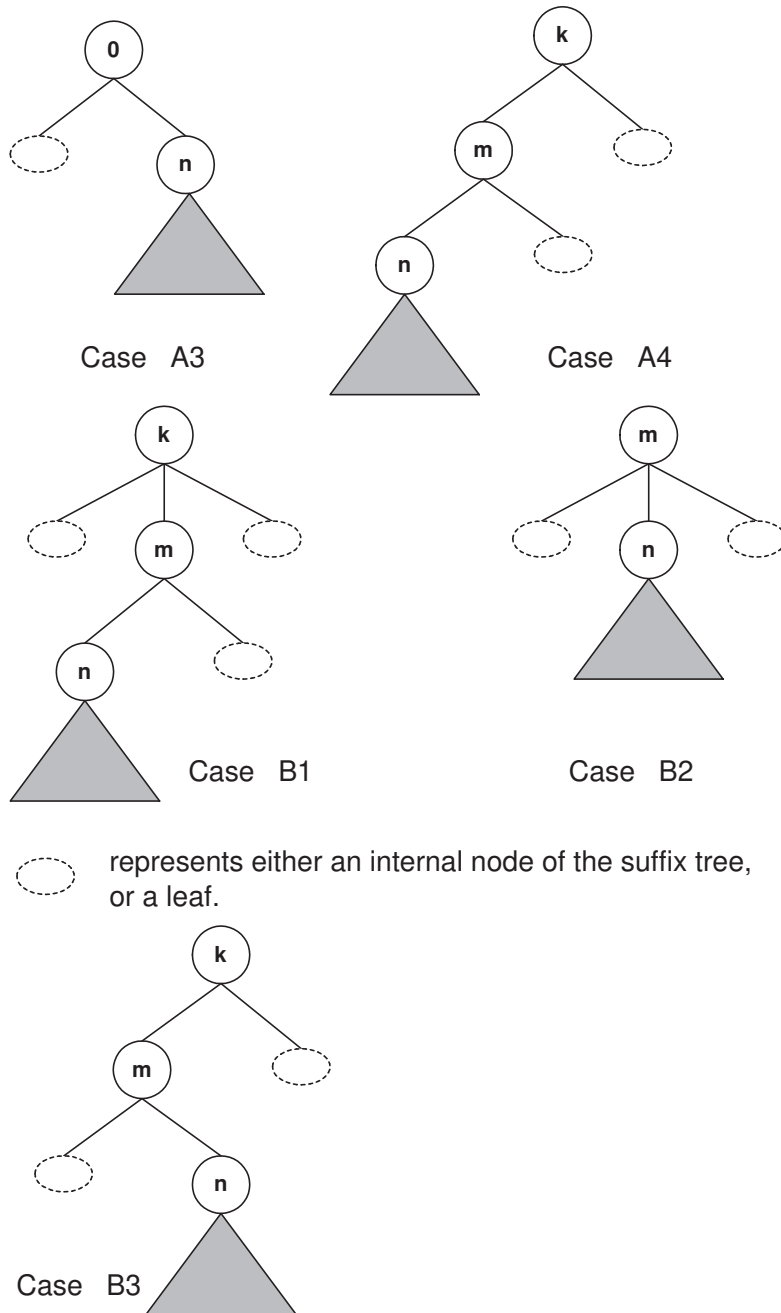 0
k
n
m
n
Case A3
Case A4
k
m
m
n
n
Case B1
Case B2
represents either an internal node of the suffix tree,
or a leaf.
k
m
n
Case B3